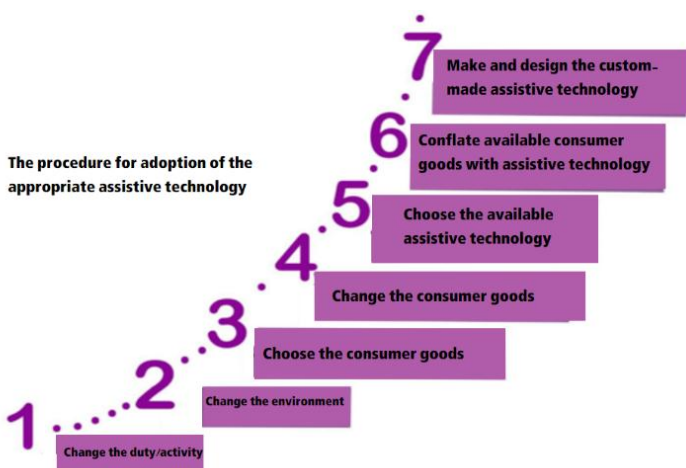 7
Make and design the custom-
made assistive technology
6
Conflate available consumer
goods with assistive technology
The procedure for adoption of the
appropriate assistive technology
5
Choose the available
assistive technology
4
Change the consumer goods
3
Choose the consumer goods
2
Change the environment
1
Change the duty/activity